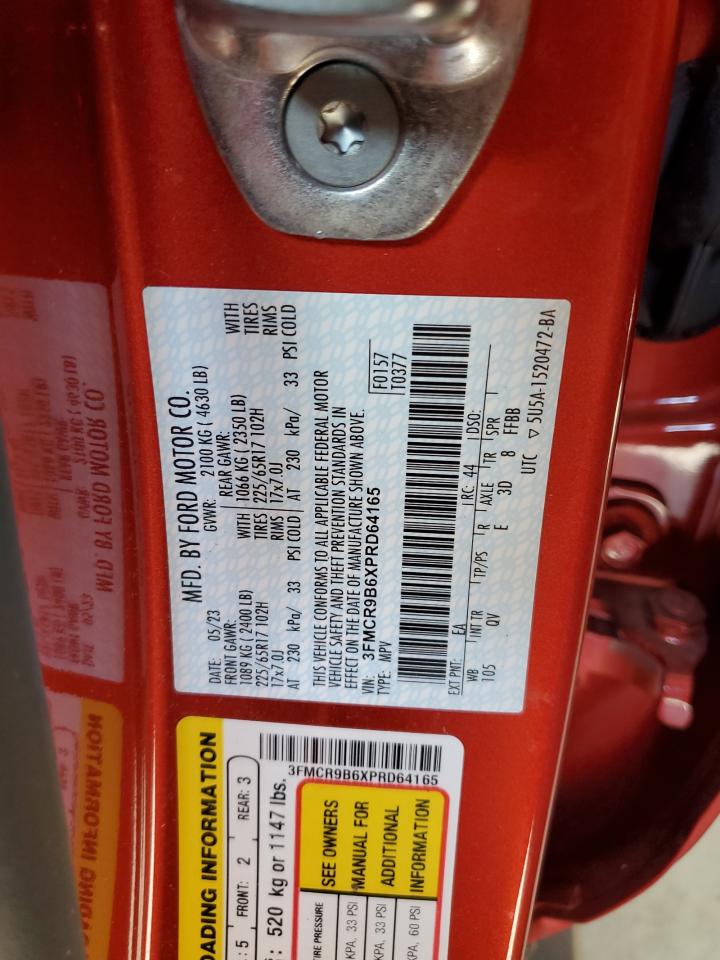 MFD. BY FORD MOTOR CO.
DATE: 05/23 GVWR: 2100 KG ( 4630 LB)
FRONT GAWR: REAR GAWR:
1089 KG ( 2400 LB) WITH 1066 KG ( 2350 LB) WITH
225/65R17 102H TIRES 225/65R17 102H TIRES
17x7.0J RIMS 17x7.0J RIMS
AT 230 kPa/ 33 PSI COLD AT 230 kPa/ 33 PSI COLD
THIS VEHICLE CONFORMS TO ALL APPLICABLE FEDERAL MOTOR
VEHICLE SAFETY AND THEFT PREVENTION STANDARDS IN
EFFECT ON THE DATE OF MANUFACTURE SHOWN ABOVE.
VIN: 3FMCR9B6XPRD64165
TYPE: MPV
F0157
T0377
EXT PNT: EA RC: 44 DSO:
WB INT TR TP/PS R AXLE TR SPR
105 QV E 3D 8 FFBB
UTC ▽ 5U5A-1520472-BA
3FMCR9B6XPRD64165
OADING INFORMATION
: 5 FRONT: 2 REAR: 3
: 520 kg or 1147 lbs.
TIRE PRESSURE SEE OWNERS
KPA, 33 PSI MANUAL FOR
KPA, 33 PSI ADDITIONAL
KPA, 60 PSI INFORMATION